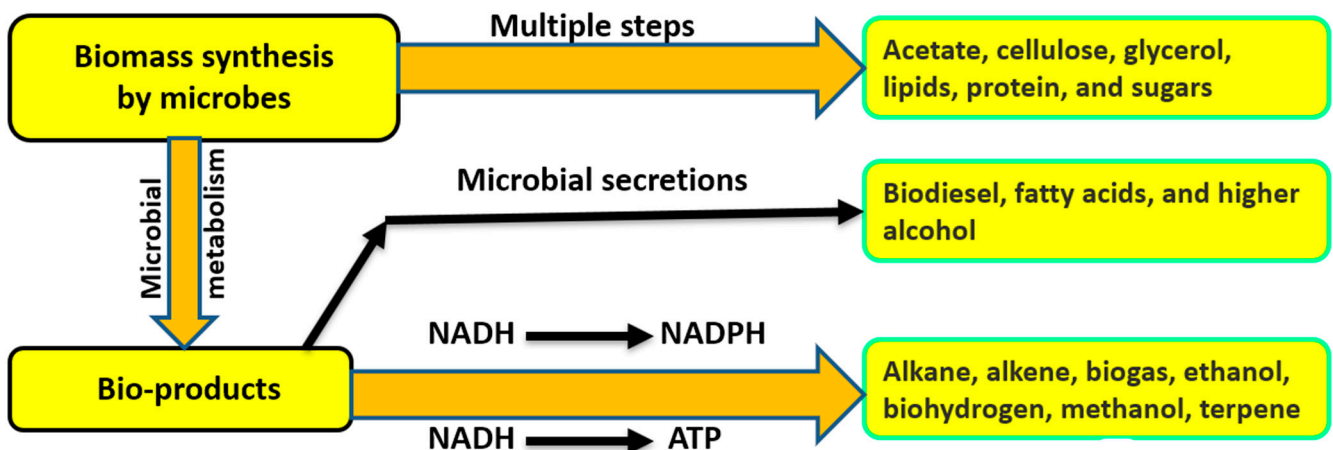 Multiple steps
Biomass synthesis
by microbes
Acetate, cellulose, glycerol,
lipids, protein, and sugars
Microbial
metabolism
Microbial secretions
Biodiesel, fatty acids, and higher
alcohol
NADH
NADPH
Bio-products
Alkane, alkene, biogas, ethanol,
biohydrogen, methanol, terpene
NADH
ATP